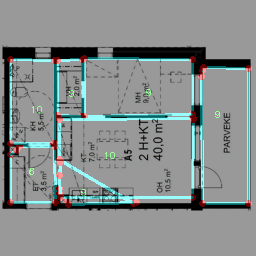 VH
2,0 m²
MH
9,0 m²
KH
5,5 m²
10
9
PARVEKE
KT
7,0 m²
10
A5
2 H+KT
40,0 m²
6
ET
3,5 m²
OH
10,5 m²